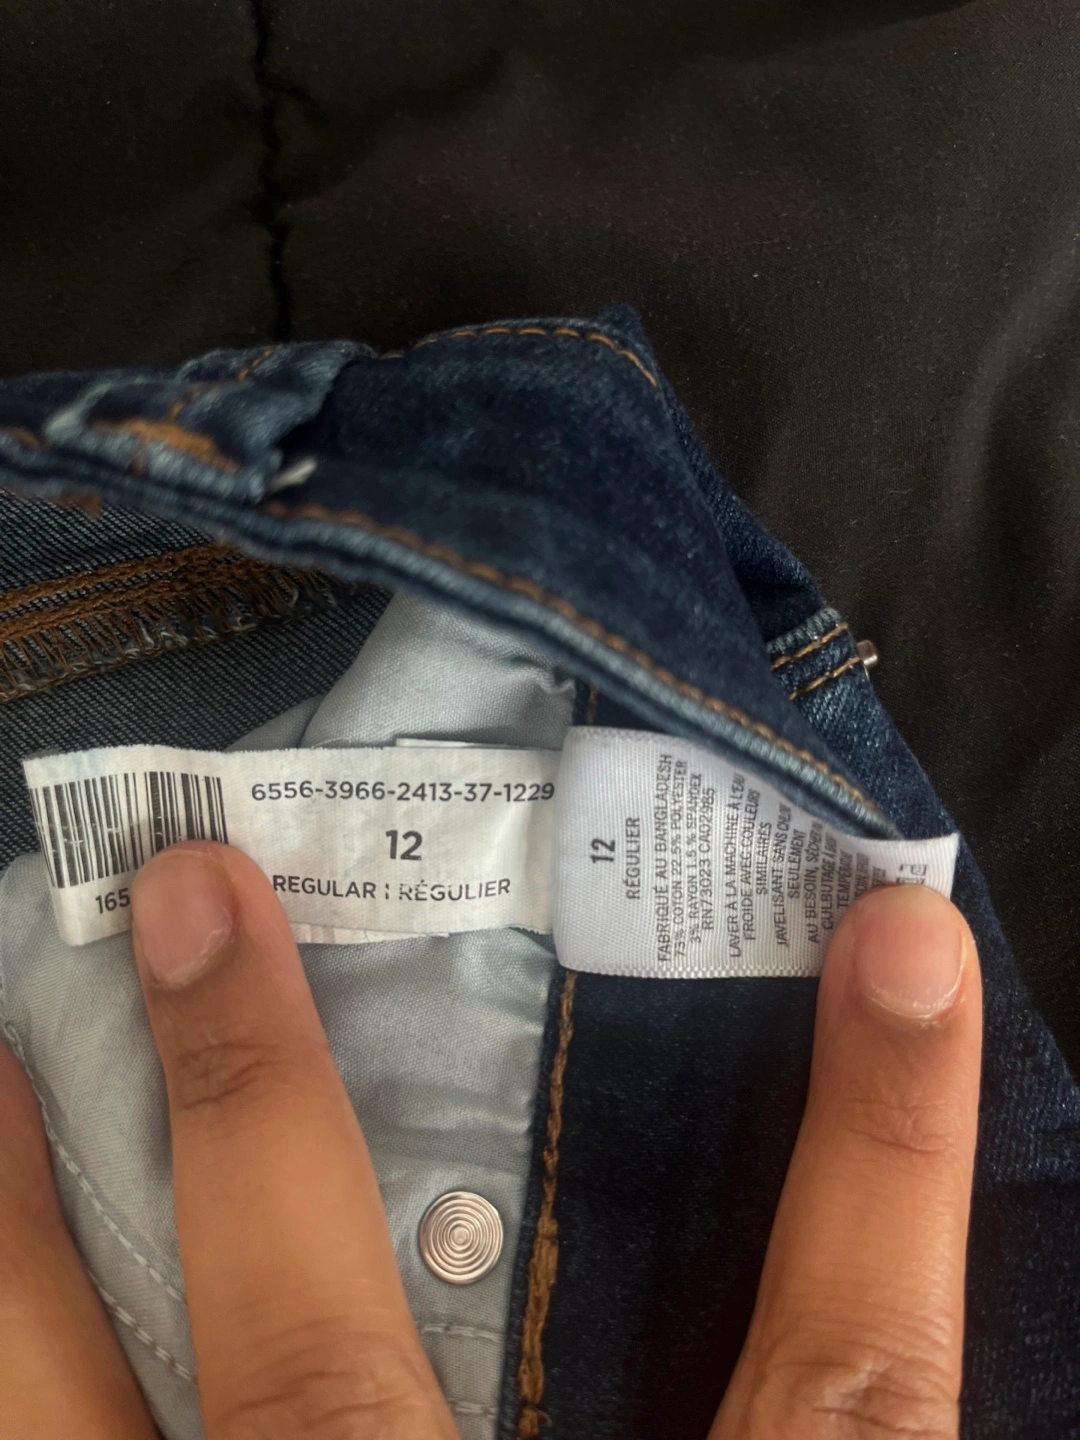 6556-3966-2413-37-1229
12
REGULAR | RÉGULIER
165
12
RÉGULIER
FABRIQUÉ AU BANGLADESH
73% COTON 22.5% POLYESTER
3% RAYON 1.5 % SPANDEX
RN73023 CA02985
LAVER À LA MACHINE À L'EAU
FROIDE AVEC COULEURS
SIMILAIRES
JAVELISANT SANS CHLORE
SEULEMENT
AU BESOIN, SÉCHER
CULBUTAGE